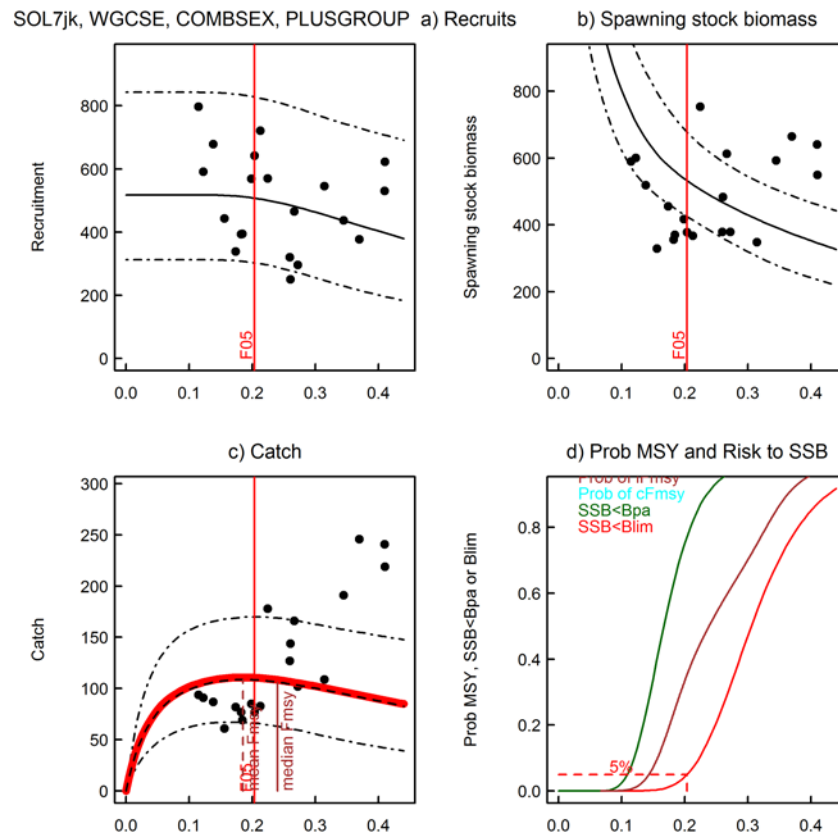 SOL7jk, WGCSE, COMBSEX, PLUSGROUP a) Recruits
Recruitment
800
600
400
200
0
F05
0.0 0.1 0.2 0.3 0.4
b) Spawning stock biomass
Spawning stock biomass
800
600
400
200
0
F05
0.0 0.1 0.2 0.3 0.4
c) Catch
Catch
300
250
200
150
100
50
0
F05
mean Fmsy
median Fmsy
0.0 0.1 0.2 0.3 0.4
d) Prob MSY and Risk to SSB
Prob MSY, SSB<Bpa or Blim
0.8
0.6
0.4
0.2
0.0
Prob of lFmsy
Prob of cFmsy
SSB<Bpa
SSB<Blim
5%
0.0 0.1 0.2 0.3 0.4